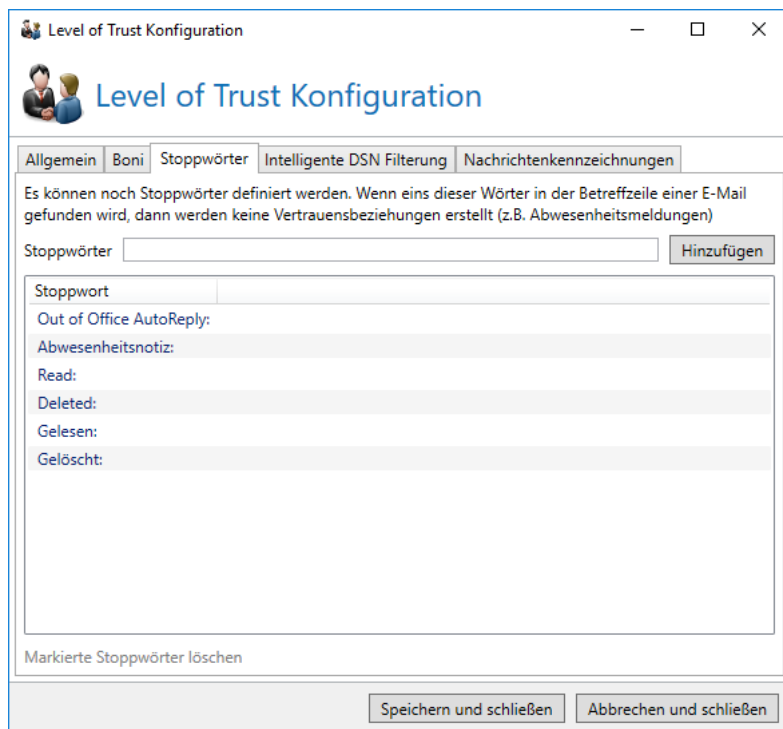 Level of Trust Konfiguration
Level of Trust Konfiguration
Allgemein Boni Stoppwörter Intelligente DSN Filterung Nachrichtenkennzeichnungen
Es können noch Stoppwörter definiert werden. Wenn eins dieser Wörter in der Betreffzeile einer E-Mail
gefunden wird, dann werden keine Vertrauensbeziehungen erstellt (z.B. Abwesenheitsmeldungen)
Stoppwörter Hinzufügen
Stoppwort
Out of Office AutoReply:
Abwesenheitsnotiz:
Read:
Deleted:
Gelesen:
Gelöscht:
Markierte Stoppwörter löschen
Speichern und schließen Abbrechen und schließen